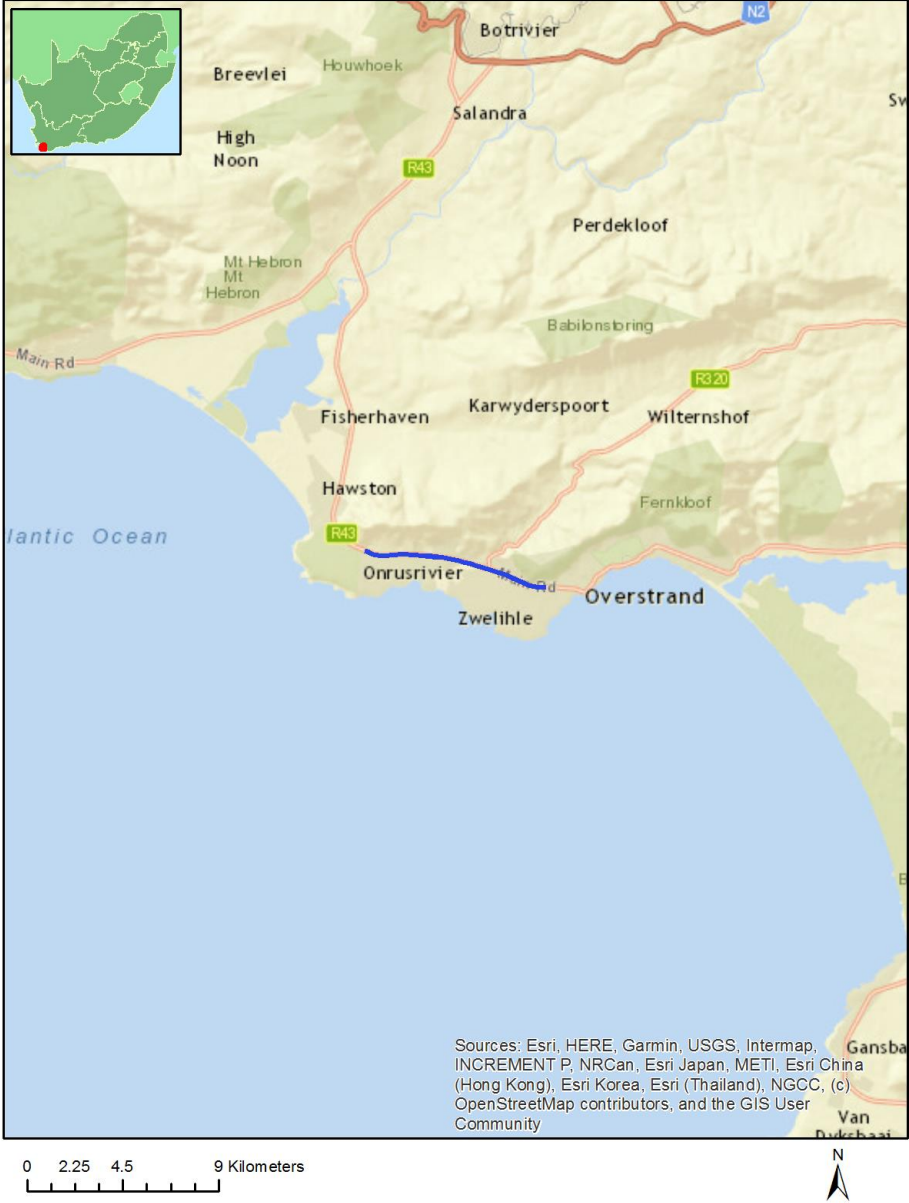 N2
Botrivier
Houwhoek
Breevlei
Sw
Salandra
High
Noon
R43
Perdekloof
Mt Hebron
Mt
Hebron
Babilonstoring
Main Rd
R320
Karwyderspoort
Fisherhaven
Wilternshof
Hawston
Fernkloof
lantic Ocean
R43
Onrusrivier
Main Rd
Overstrand
Zwelihle
B
Sources: Esri, HERE, Garmin, USGS, Intermap,
INCREMENT P, NRCan, Esri Japan, METI, Esri China
(Hong Kong), Esri Korea, Esri (Thailand), NGCC, (c)
OpenStreetMap contributors, and the GIS User
Community
Gansba
Van
Dyksbaai
0 2.25 4.5 9 Kilometers
N